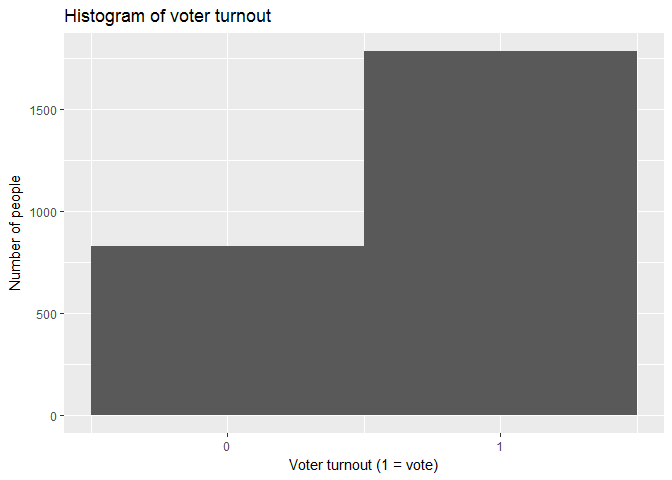 Histogram of voter turnout
Number of people
1500
1000
500
0
0 1
Voter turnout (1 = vote)